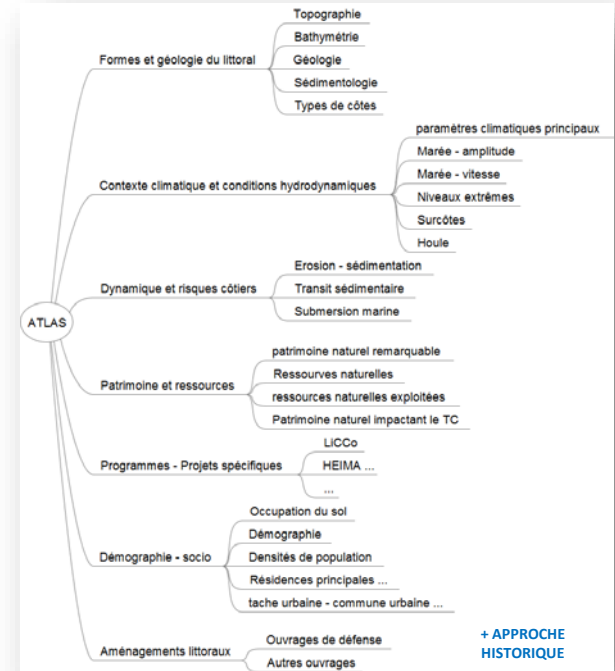 ATLAS
Formes et géologie du littoral
Topographie
Bathymétrie
Géologie
Sédimentologie
Types de côtes
Contexte climatique et conditions hydrodynamiques
paramètres climatiques principaux
Marée - amplitude
Marée - vitesse
Niveaux extrêmes
Surcôtes
Houle
Dynamique et risques côtiers
Erosion - sédimentation
Transit sédimentaire
Submersion marine
Patrimoine et ressources
patrimoine naturel remarquable
Ressourves naturelles
ressources naturelles exploitées
Patrimoine naturel impactant le TC
Programmes - Projets spécifiques
LiCCo
HEIMA ...
...
Démographie - socio
Occupation du sol
Démographie
Densités de population
Résidences principales ...
tache urbaine - commune urbaine ...
Aménagements littoraux
Ouvrages de défense
Autres ouvrages
+ APPROCHE
HISTORIQUE